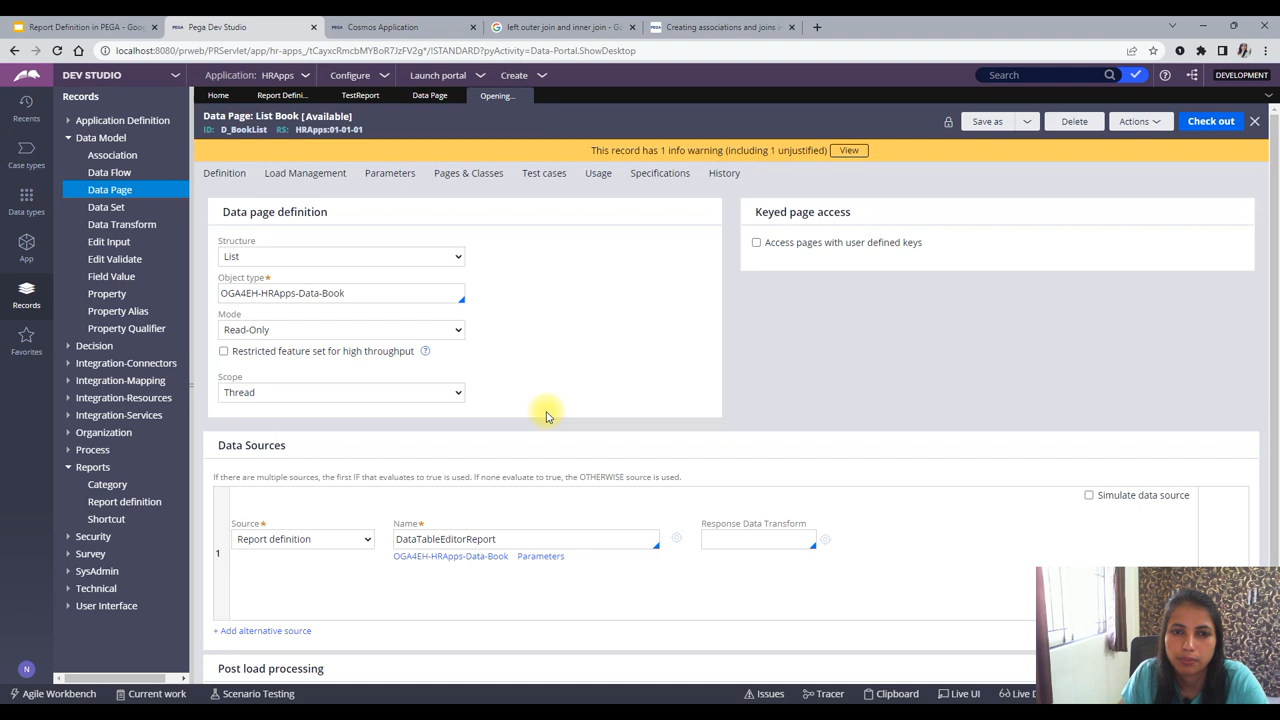 Report Definition in PEGA - Goog
Pega Dev Studio
Cosmos Application
left outer join and inner join - Go
Creating associations and joins in
localhost:8080/prweb/PRServlet/app/hr-apps_/tCayxcRmcbMYBoR7JzFV2g*/!STANDARD?pyActivity=Data-Portal.ShowDesktop
DEV STUDIO
Application: HRApps
Configure
Launch portal
Create
Search
DEVELOPMENT
Recents
Case types
Data types
App
Records
Favorites
N
Records
Application Definition
Data Model
Association
Data Flow
Data Page
Data Set
Data Transform
Edit Input
Edit Validate
Field Value
Property
Property Alias
Property Qualifier
Decision
Integration-Connectors
Integration-Mapping
Integration-Resources
Integration-Services
Organization
Process
Reports
Category
Report definition
Shortcut
Security
Survey
SysAdmin
Technical
User Interface
Home
Report Defini...
TestReport
Data Page
Opening...
Data Page: List Book [Available]
ID: D_BookList RS: HRApps:01-01-01
Save as
Delete
Actions
Check out
This record has 1 info warning (including 1 unjustified) View
Definition
Load Management
Parameters
Pages & Classes
Test cases
Usage
Specifications
History
Data page definition
Structure
List
Object type*
OGA4EH-HRApps-Data-Book
Mode
Read-Only
Restricted feature set for high throughput
Scope
Thread
Keyed page access
Access pages with user defined keys
Data Sources
If there are multiple sources, the first IF that evaluates to true is used. If none evaluate to true, the OTHERWISE source is used.
Simulate data source
1
Source*
Report definition
Name*
DataTableEditorReport
OGA4EH-HRApps-Data-Book Parameters
Response Data Transform
+ Add alternative source
Post load processing
Agile Workbench
Current work
Scenario Testing
Issues
Tracer
Clipboard
Live UI
Live D